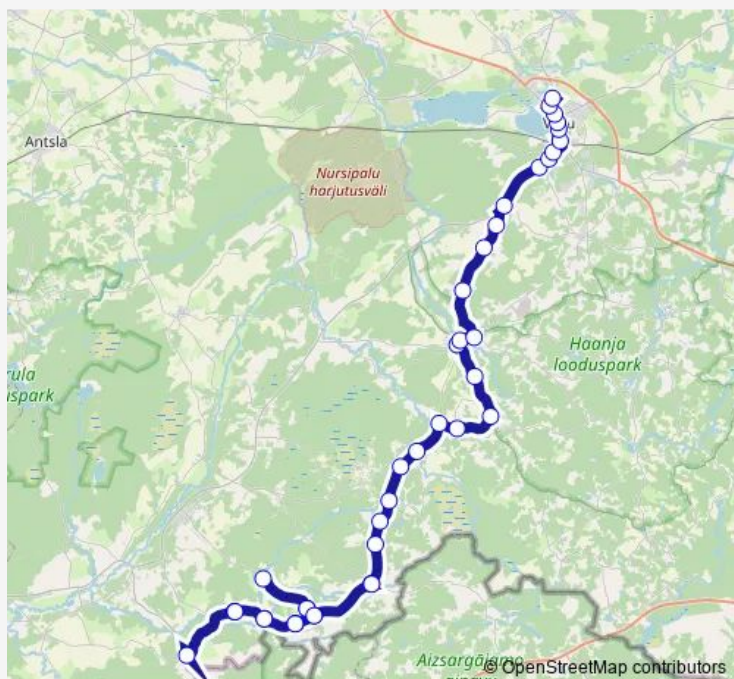 Antsla
Nursipalu
harjutusväli
Haanja
looduspark
rula
uspark
Aizsargājamo
© OpenStreetMap contributors